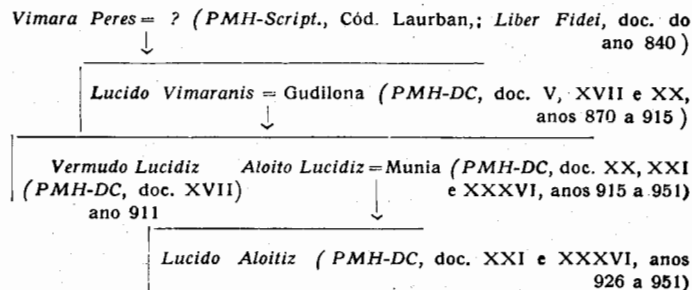 Vimara Peres = ? (PMH-Script., Cód. Laurban,; Liber Fidei, doc. do
ano 840)
Lucido Vimaranis = Gudilona (PMH-DC, doc. V, XVII e XX,
anos 870 a 915)
Vermudo Lucidiz Aloito Lucidiz = Munia (PMH-DC, doc. XX, XXI
(PMH-DC, doc. XVII) e XXXVI, anos 915 a 951)
ano 911
Lucido Aloitiz (PMH-DC, doc. XXI e XXXVI, anos
926 a 951)